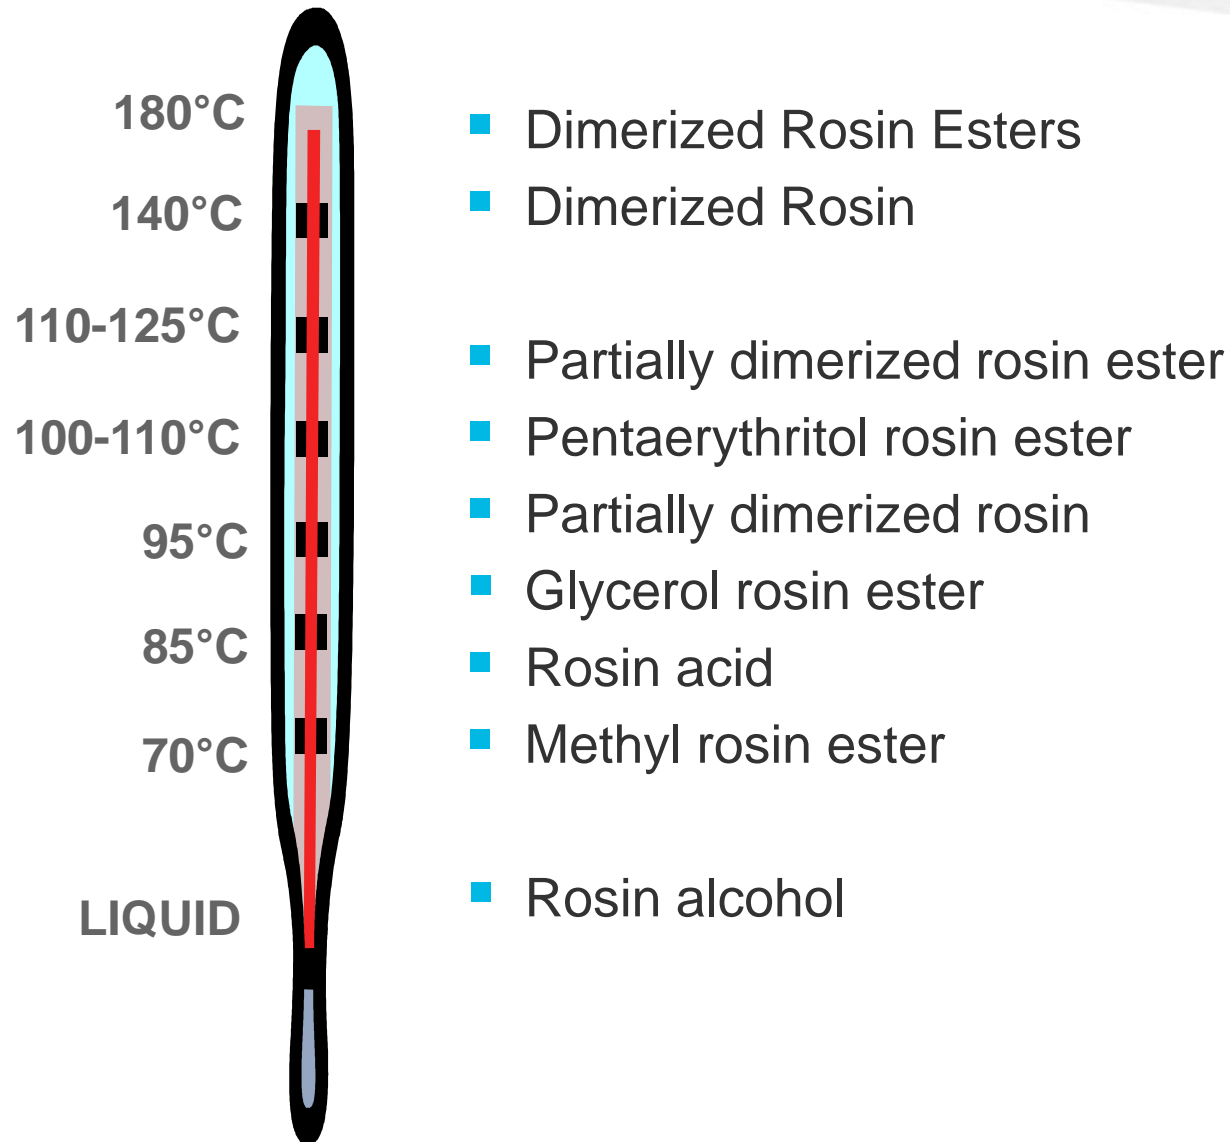 180°C
Dimerized Rosin Esters
140°C
Dimerized Rosin
110-125°C
Partially dimerized rosin ester
100-110°C
Pentaerythritol rosin ester
95°C
Partially dimerized rosin
Glycerol rosin ester
85°C
Rosin acid
70°C
Methyl rosin ester
LIQUID
Rosin alcohol